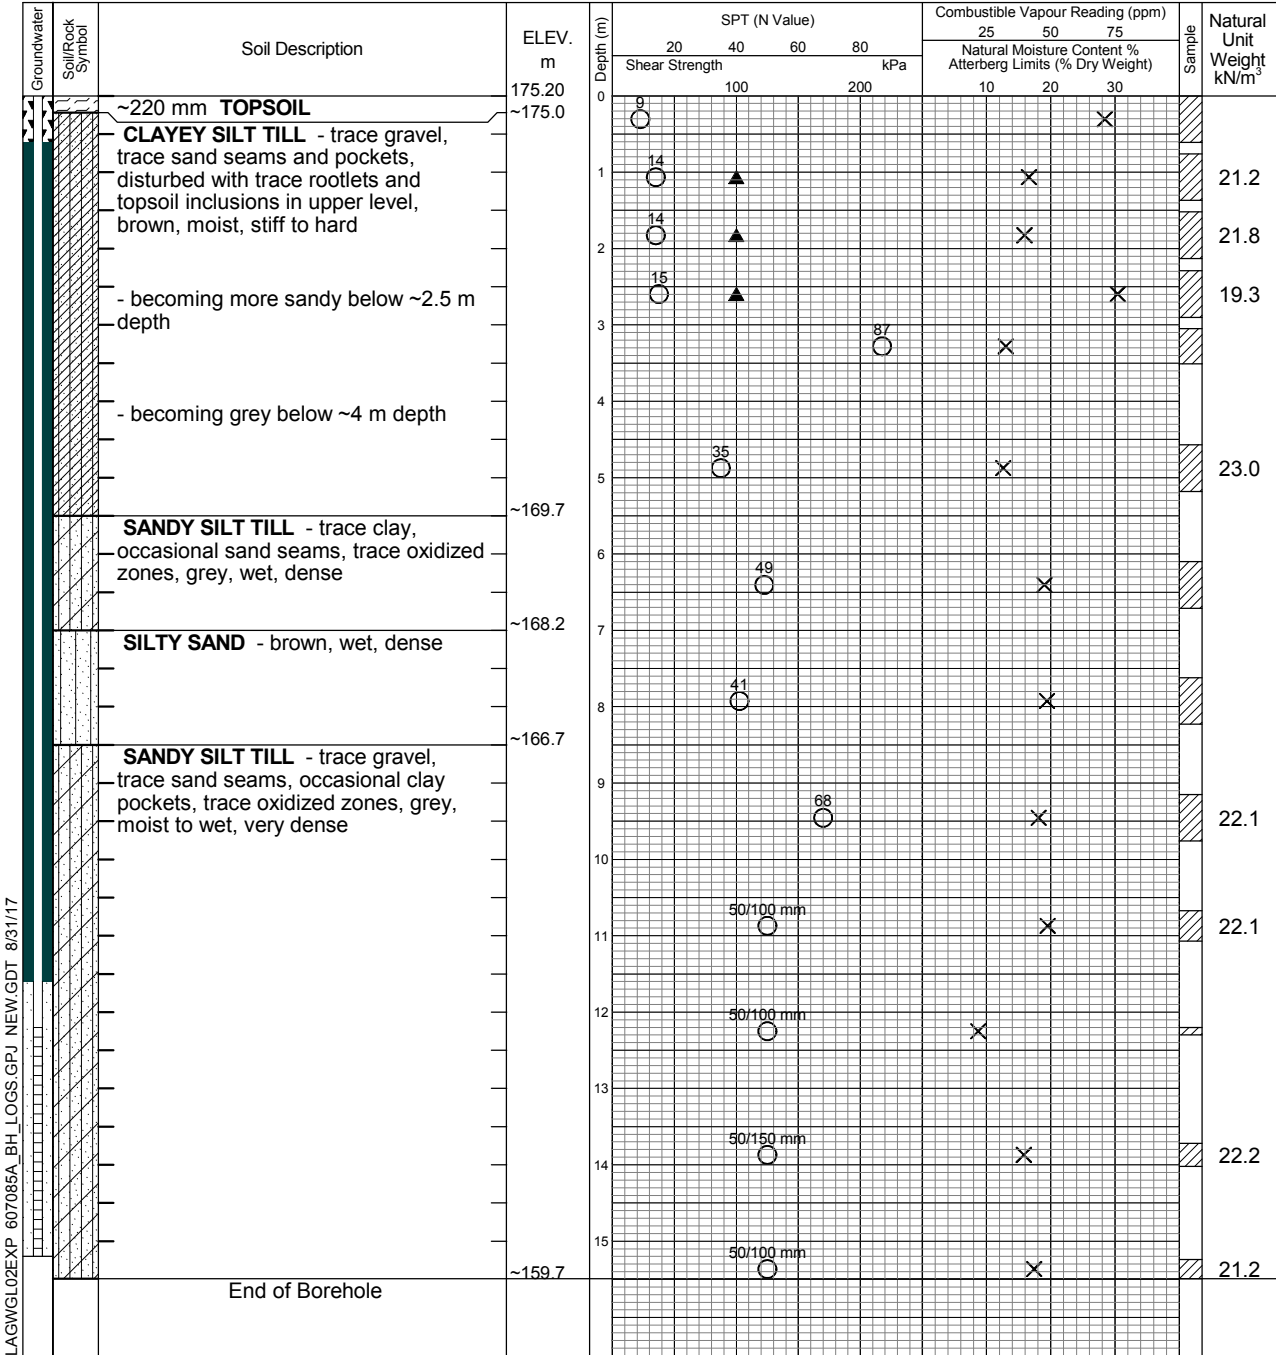 Groundwater
Soil/Rock
Symbol
Soil Description
ELEV.
m
175.20
Depth (m)
SPT (N Value)
20 40 60 80
Shear Strength kPa
100 200
Combustible Vapour Reading (ppm)
25 50 75
Natural Moisture Content %
Atterberg Limits (% Dry Weight)
10 20 30
Sample
Natural
Unit
Weight
kN/m³
0
~220 mm TOPSOIL
~175.0
9
CLAYEY SILT TILL - trace gravel,
trace sand seams and pockets,
disturbed with trace rootlets and
topsoil inclusions in upper level,
brown, moist, stiff to hard
14
1
21.2
14
2
21.8
- becoming more sandy below ~2.5 m
depth
15
19.3
3
87
4
- becoming grey below ~4 m depth
35
5
23.0
~169.7
SANDY SILT TILL - trace clay,
occasional sand seams, trace oxidized
zones, grey, wet, dense
6
49
~168.2
7
SILTY SAND - brown, wet, dense
41
8
~166.7
SANDY SILT TILL - trace gravel,
trace sand seams, occasional clay
pockets, trace oxidized zones, grey,
moist to wet, very dense
9
68
22.1
10
50/100 mm
11
22.1
12
50/100 mm
13
50/150 mm
14
22.2
15
50/100 mm
21.2
~159.7
End of Borehole
LAGWGL02EXP 607085A_BH_LOGS.GPJ NEW.GDT 8/31/17